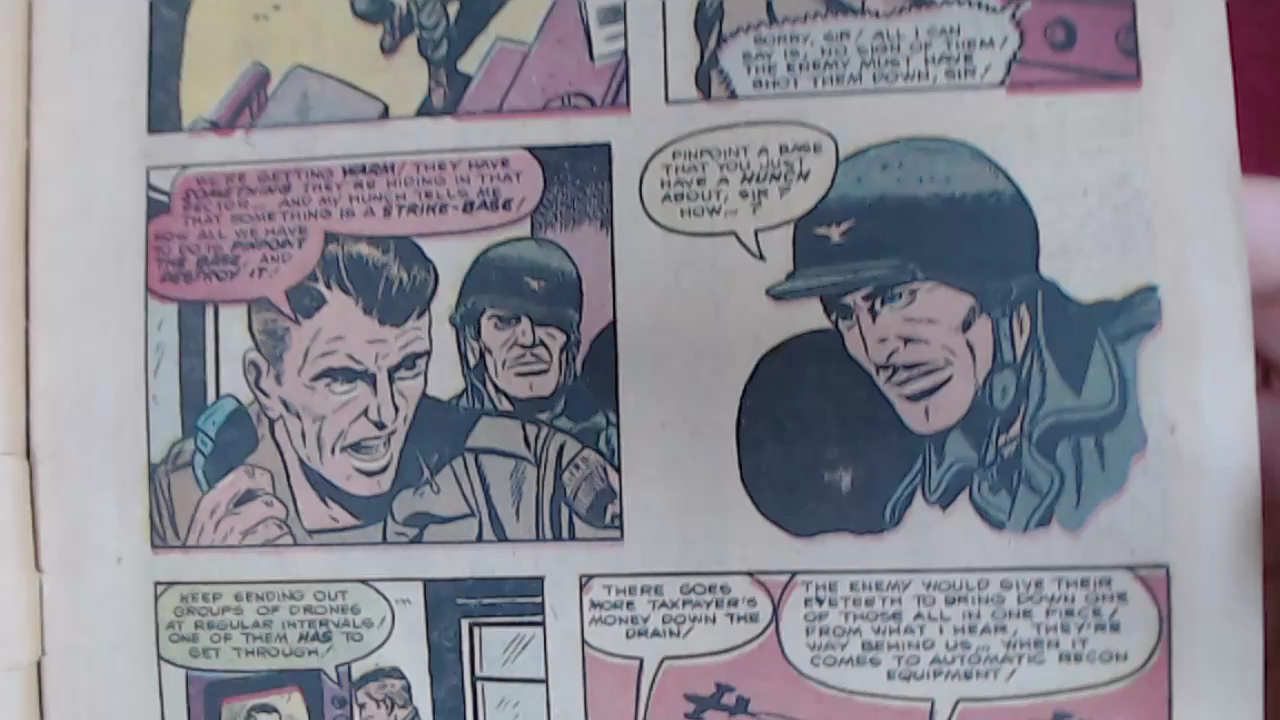 SORRY, SIR! ALL I CAN
SAY IS, NO SIGN OF THEM!
THE ENEMY MUST HAVE
SHOT THEM DOWN, SIR!
WE'RE GETTING WARM! THEY HAVE
SOMETHING THEY'RE HIDING IN THAT
SECTOR... AND MY HUNCH TELLS ME
THAT SOMETHING IS A STRIKE-BASE!
NOW ALL WE HAVE
TO DO IS PINPOINT
THE BASE, AND
DESTROY IT!
PINPOINT A BASE
THAT YOU JUST
HAVE A HUNCH
ABOUT, SIR?
HOW--?
KEEP SENDING OUT
GROUPS OF DRONES
AT REGULAR INTERVALS!
ONE OF THEM HAS TO
GET THROUGH!
THERE GOES
MORE TAXPAYER'S
MONEY DOWN THE
DRAIN!
THE ENEMY WOULD GIVE THEIR
EYETEETH TO BRING DOWN ONE
OF THOSE ALL IN ONE PIECE!
FROM WHAT I HEAR, THEY'RE
WAY BEHIND US... WHEN IT
COMES TO AUTOMATIC RECON
EQUIPMENT!